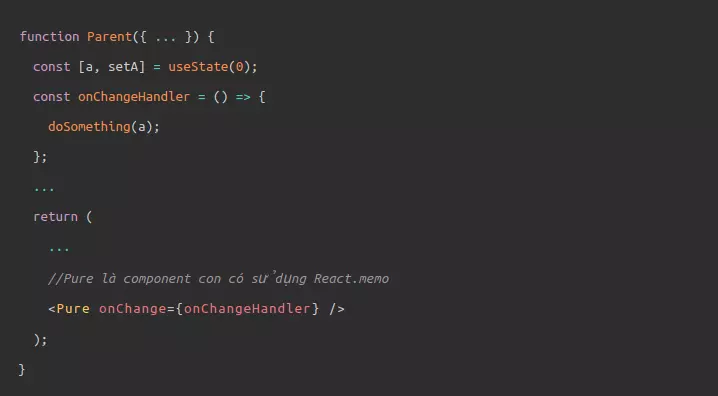 function Parent({ ... }) {
const [a, setA] = useState(0);
const onChangeHandler = () => {
doSomething(a);
};
...
return (
...
//Pure là component con có sử dụng React.memo
<Pure onChange={onChangeHandler} />
);
}